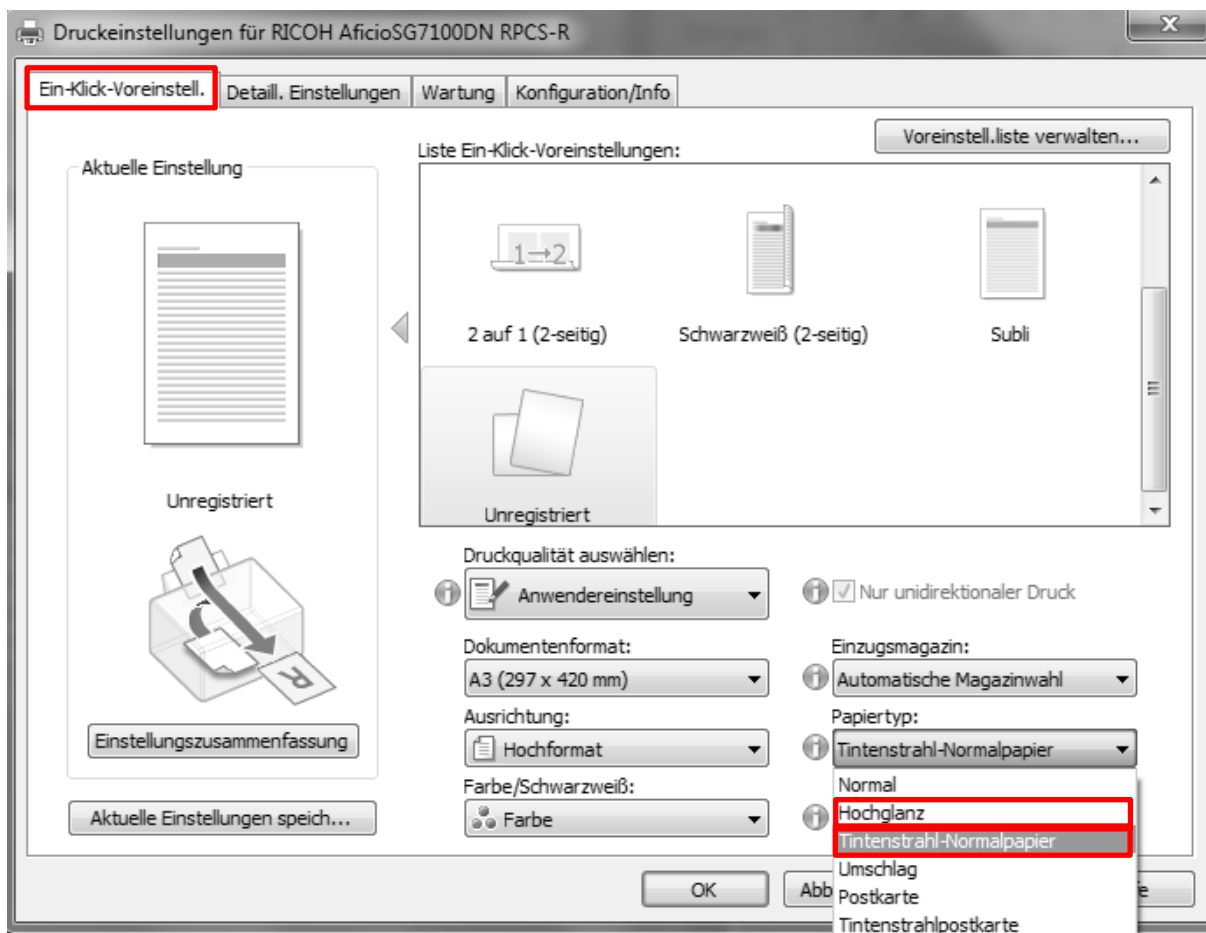 Druckeinstellungen für RICOH AficioSG7100DN RPCS-R
Ein-Klick-Voreinstell.
Detaill. Einstellungen
Wartung
Konfiguration/Info
Voreinstell.liste verwalten...
Aktuelle Einstellung
Liste Ein-Klick-Voreinstellungen:
1→2
2 auf 1 (2-seitig)
Schwarzweiß (2-seitig)
Subli
Unregistriert
Unregistriert
R
Einstellungszusammenfassung
Aktuelle Einstellungen speich...
Druckqualität auswählen:
Anwendereinstellung
Nur unidirektionaler Druck
Dokumentenformat:
A3 (297 x 420 mm)
Einzugsmagazin:
Automatische Magazinwahl
Ausrichtung:
Hochformat
Papiertyp:
Tintenstrahl-Normalpapier
Farbe/Schwarzweiß:
Farbe
Normal
Hochglanz
Tintenstrahl-Normalpapier
Umschlag
Postkarte
Tintenstrahlpostkarte
OK
Abb